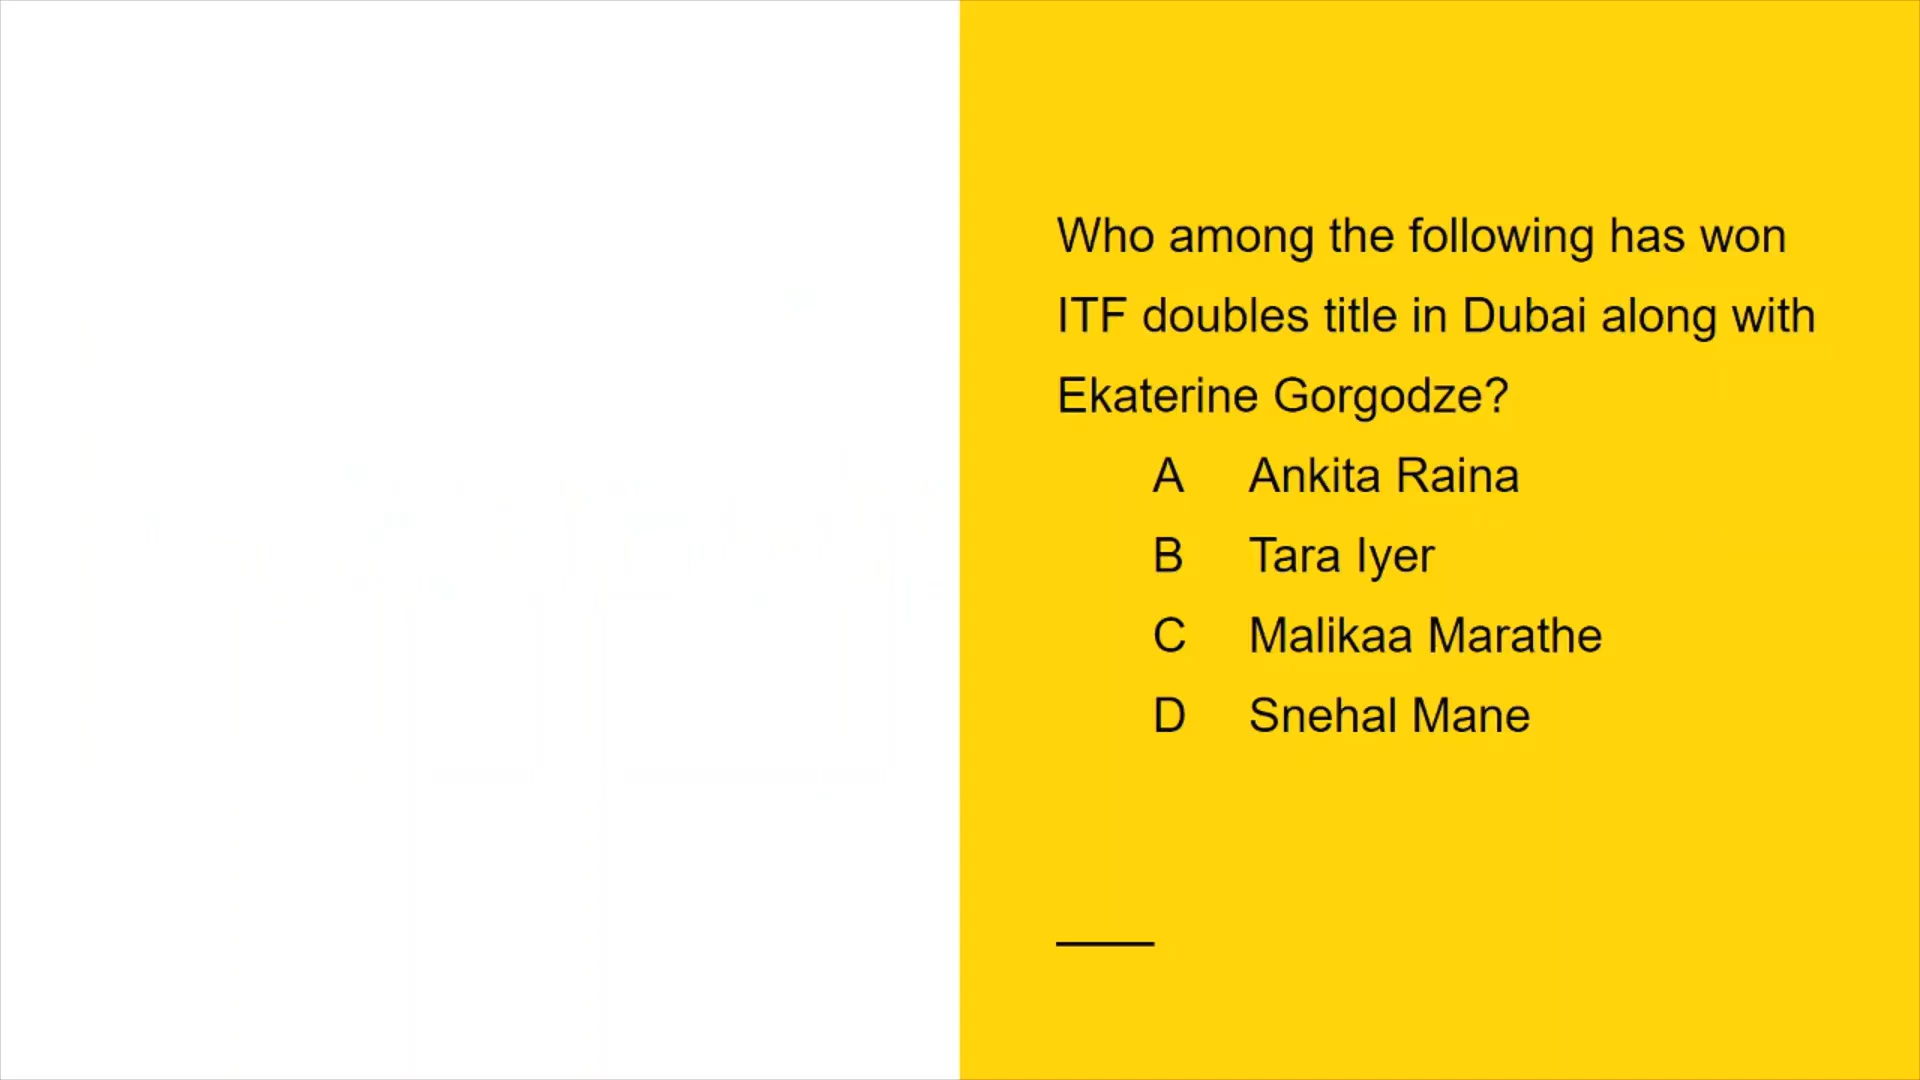 Who among the following has won
ITF doubles title in Dubai along with
Ekaterine Gorgodze?
A Ankita Raina
B Tara Iyer
C Malikaa Marathe
D Snehal Mane